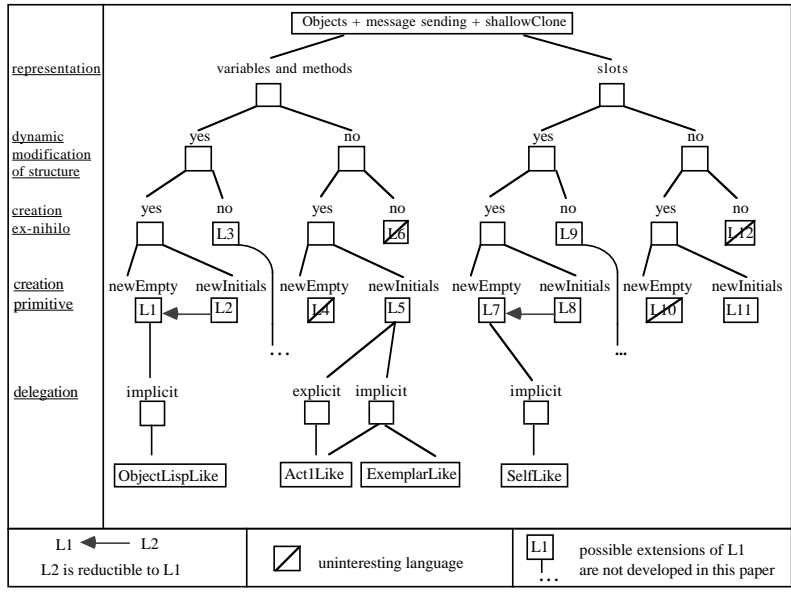 Objects + message sending + shallowClone
representation
variables and methods
slots
dynamic
modification
of structure
yes
no
yes
no
creation
ex-nihilo
yes
no
yes
no
yes
no
yes
no
L3
L6
L9
L12
creation
primitive
newEmpty
newInitials
newEmpty
newInitials
newEmpty
newInitials
newEmpty
newInitials
L1
L2
L4
L5
L7
L8
L10
L11
...
...
delegation
implicit
explicit
implicit
implicit
ObjectLispLike
Act1Like
ExemplarLike
SelfLike
L1
L2
L2 is reductible to L1
uninteresting language
L1
...
possible extensions of L1
are not developed in this paper